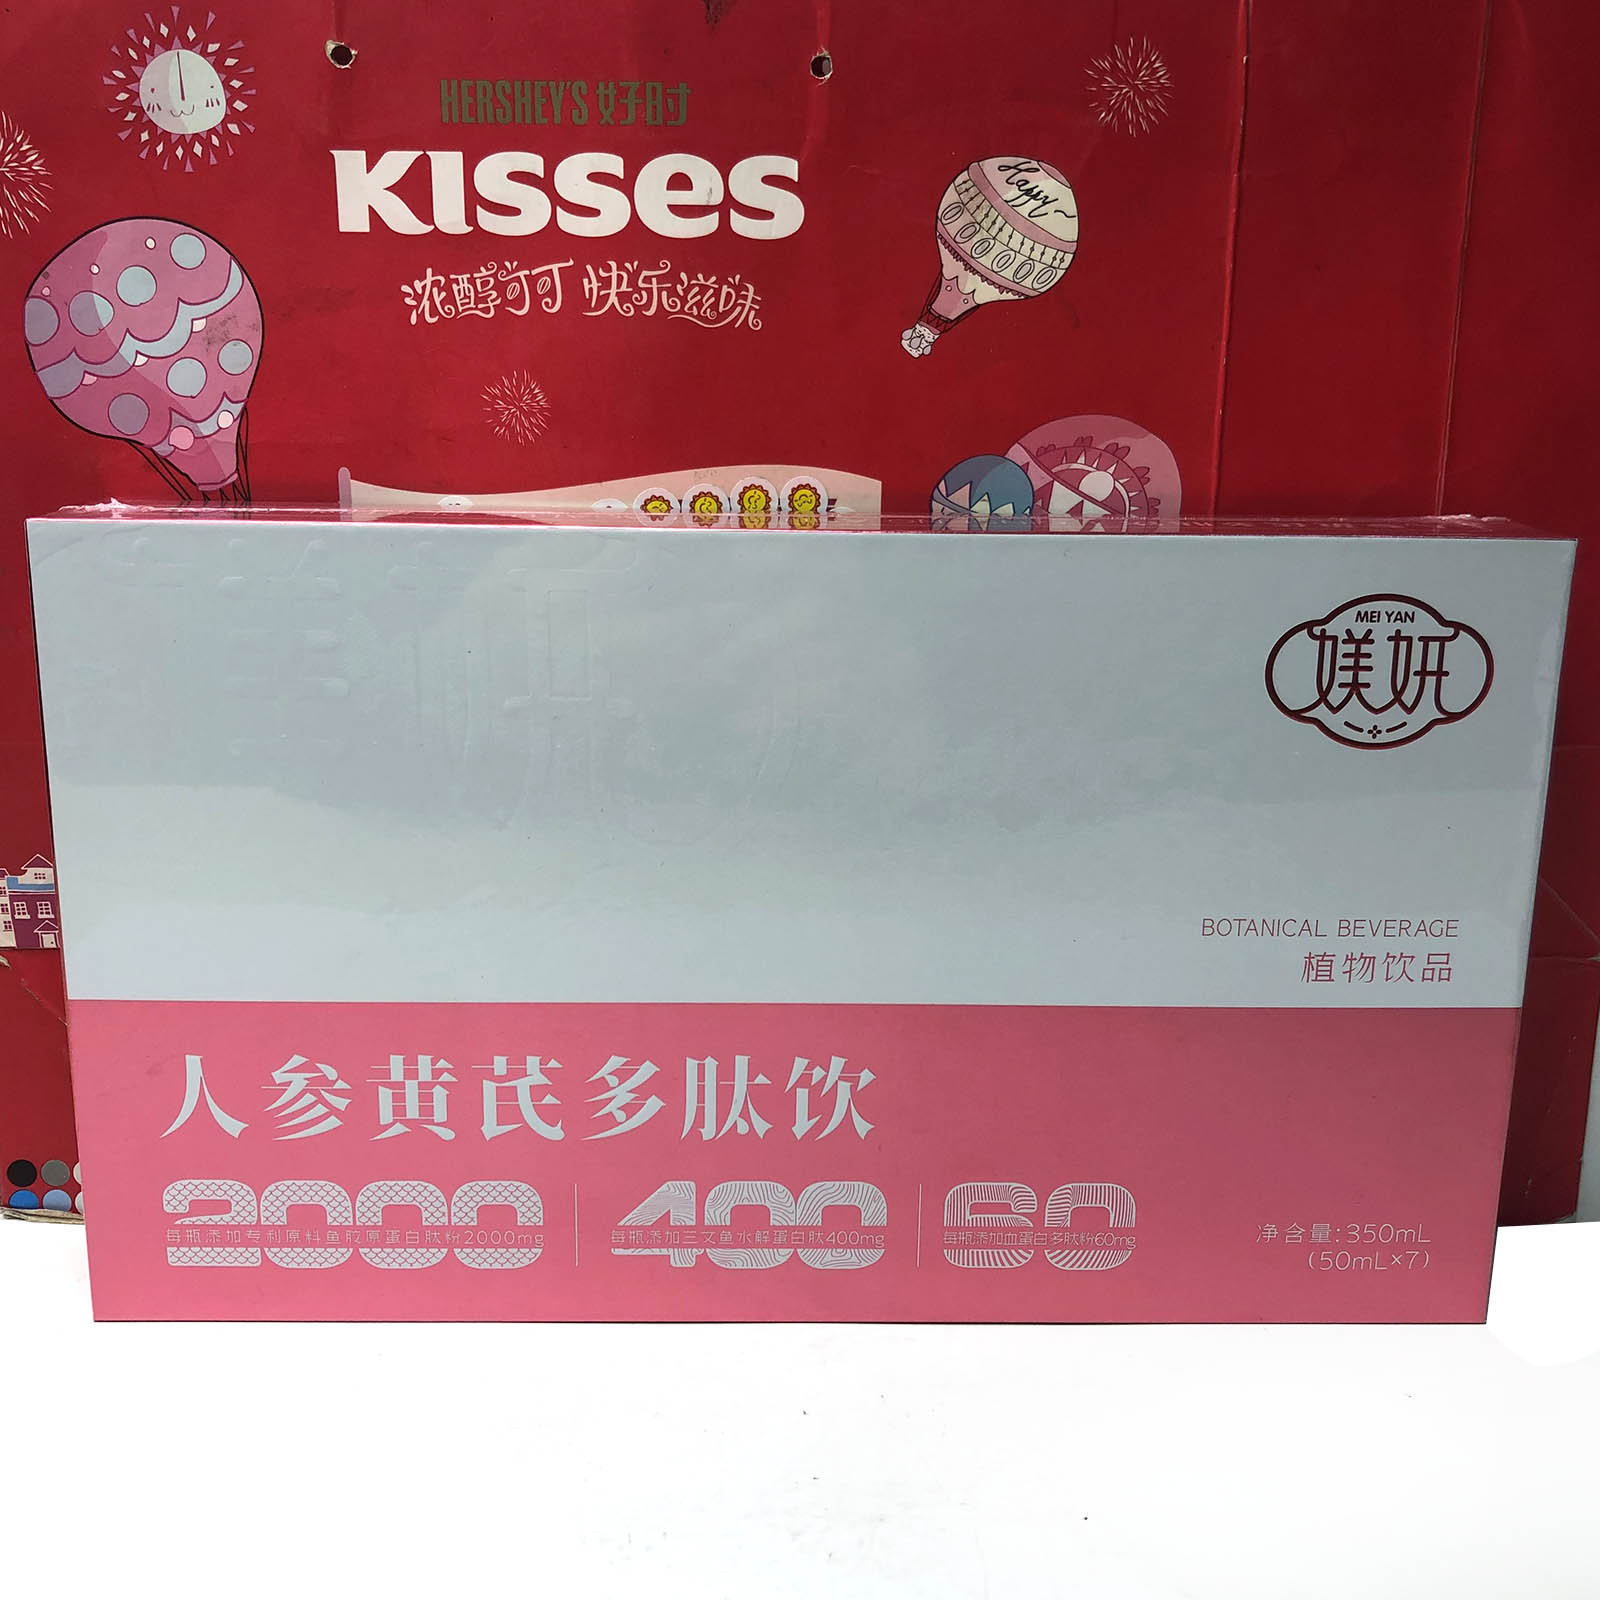 HERSHEY'S 好时
KISSES
浓醇可可 快乐滋味
Happy~
MEI YAN
媄妍
BOTANICAL BEVERAGE
植物饮品
人参黄芪多肽饮
2000
每瓶添加专利原料鱼胶原蛋白肽粉2000mg
400
每瓶添加三文鱼水解蛋白肽400mg
60
每瓶添加血蛋白多肽粉60mg
净含量:350mL
(50mL×7)